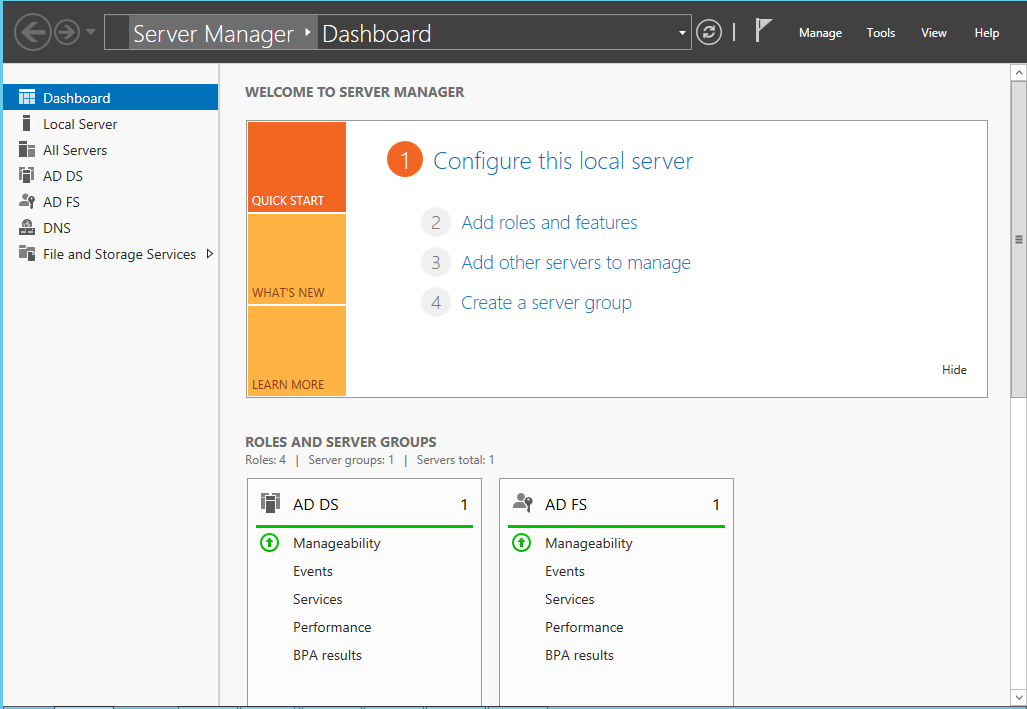 Server Manager ‣ Dashboard
Manage Tools View Help
Dashboard
Local Server
All Servers
AD DS
AD FS
DNS
File and Storage Services
WELCOME TO SERVER MANAGER
QUICK START
WHAT'S NEW
LEARN MORE
1 Configure this local server
2 Add roles and features
3 Add other servers to manage
4 Create a server group
Hide
ROLES AND SERVER GROUPS
Roles: 4 | Server groups: 1 | Servers total: 1
AD DS 1
Manageability
Events
Services
Performance
BPA results
AD FS 1
Manageability
Events
Services
Performance
BPA results